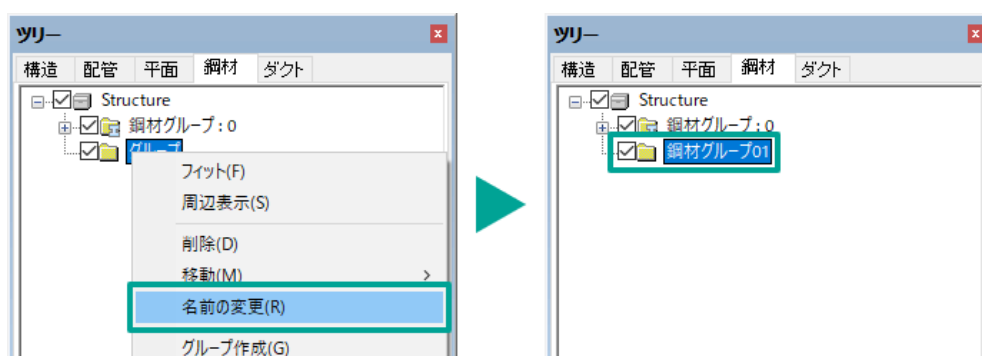 ツリー
構造 配管 平面 鋼材 ダクト
Structure
鋼材グループ : 0
グループ
フィット(F)
周辺表示(S)
削除(D)
移動(M)
名前の変更(R)
グループ作成(G)
ツリー
構造 配管 平面 鋼材 ダクト
Structure
鋼材グループ : 0
鋼材グループ01